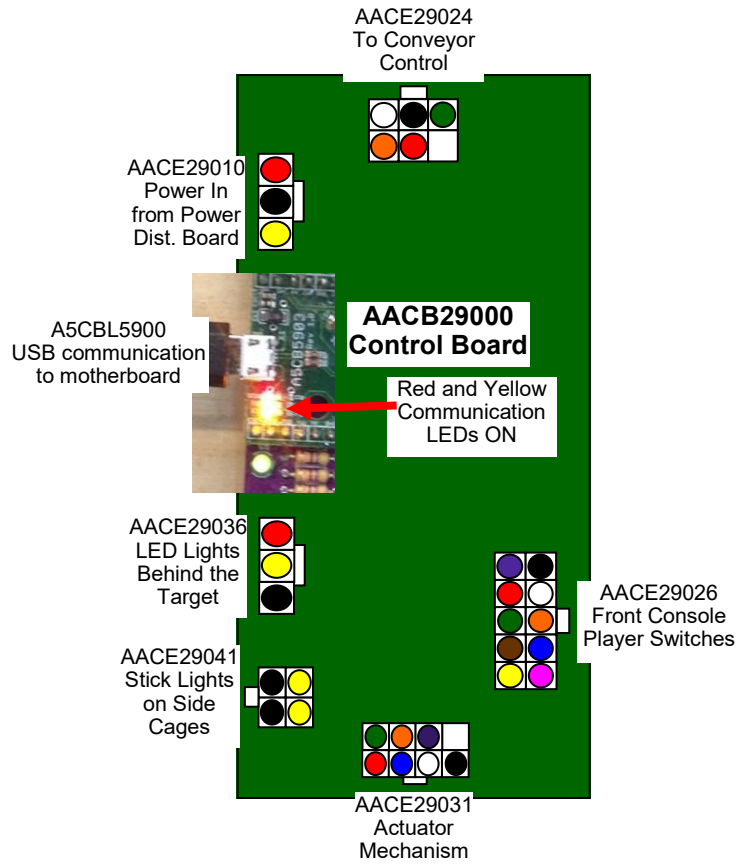 AACE29024
To Conveyor
Control
AACE29010
Power In
from Power
Dist. Board
A5CBL5900
USB communication
to motherboard
A5CB5903
AACB29000
Control Board
Red and Yellow
Communication
LEDs ON
AACE29036
LED Lights
Behind the
Target
AACE29026
Front Console
Player Switches
AACE29041
Stick Lights
on Side
Cages
AACE29031
Actuator
Mechanism